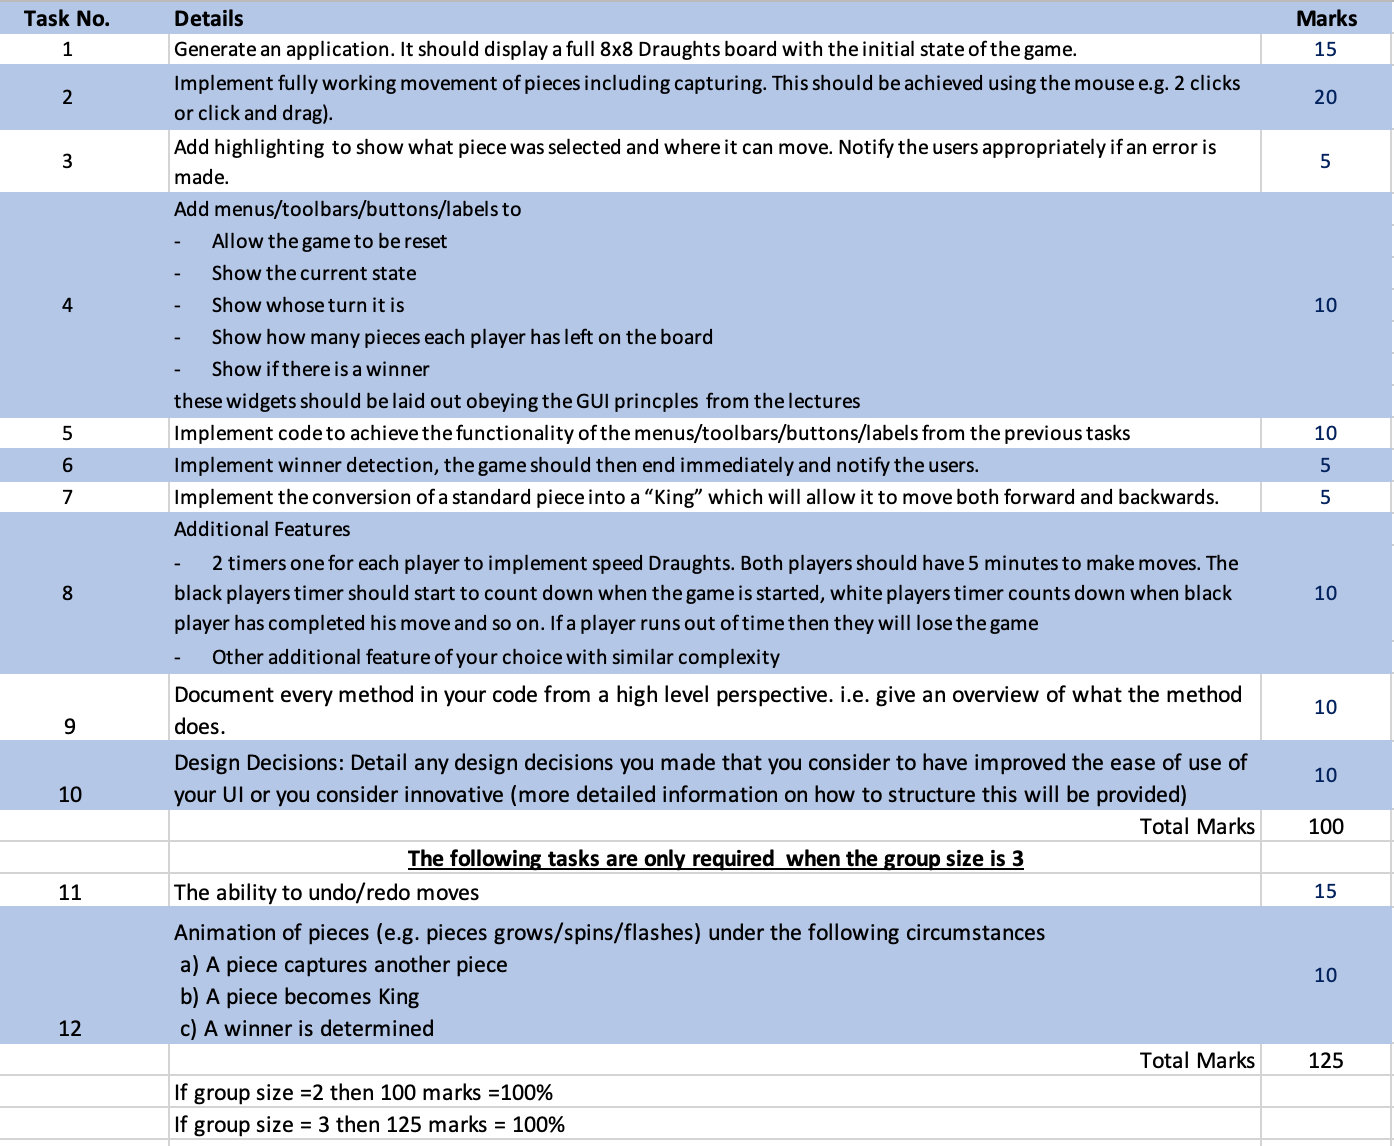 Task No. Details Marks
1 Generate an application. It should display a full 8x8 Draughts board with the initial state of the game. 15
Implement fully working movement of pieces including capturing. This should be achieved using the mouse e.g. 2 clicks
2 20
or click and drag).
Add highlighting to show what piece was selected and where it can move. Notify the users appropriately if an error is
3 5
made.
Add menus/toolbars/buttons/labels to
- Allow the game to be reset
- Show the current state
4 - Show whose turn it is 10
- Show how many pieces each player has left on the board
- Show if there is a winner
these widgets should be laid out obeying the GUI princples from the lectures
5 Implement code to achieve the functionality of the menus/toolbars/buttons/labels from the previous tasks 10
6 Implement winner detection, the game should then end immediately and notify the users. 5
7 Implement the conversion of a standard piece into a “King” which will allow it to move both forward and backwards. 5
Additional Features
- 2 timers one for each player to implement speed Draughts. Both players should have 5 minutes to make moves. The
8 black players timer should start to count down when the game is started, white players timer counts down when black 10
player has completed his move and so on. If a player runs out of time then they will lose the game
- Other additional feature of your choice with similar complexity
Document every method in your code from a high level perspective. i.e. give an overview of what the method
10
9 does.
Design Decisions: Detail any design decisions you made that you consider to have improved the ease of use of
10
10 your UI or you consider innovative (more detailed information on how to structure this will be provided)
Total Marks 100
The following tasks are only required when the group size is 3
11 The ability to undo/redo moves 15
Animation of pieces (e.g. pieces grows/spins/flashes) under the following circumstances
a) A piece captures another piece
10
b) A piece becomes King
12 c) A winner is determined
Total Marks 125
If group size =2 then 100 marks =100%
If group size = 3 then 125 marks = 100%